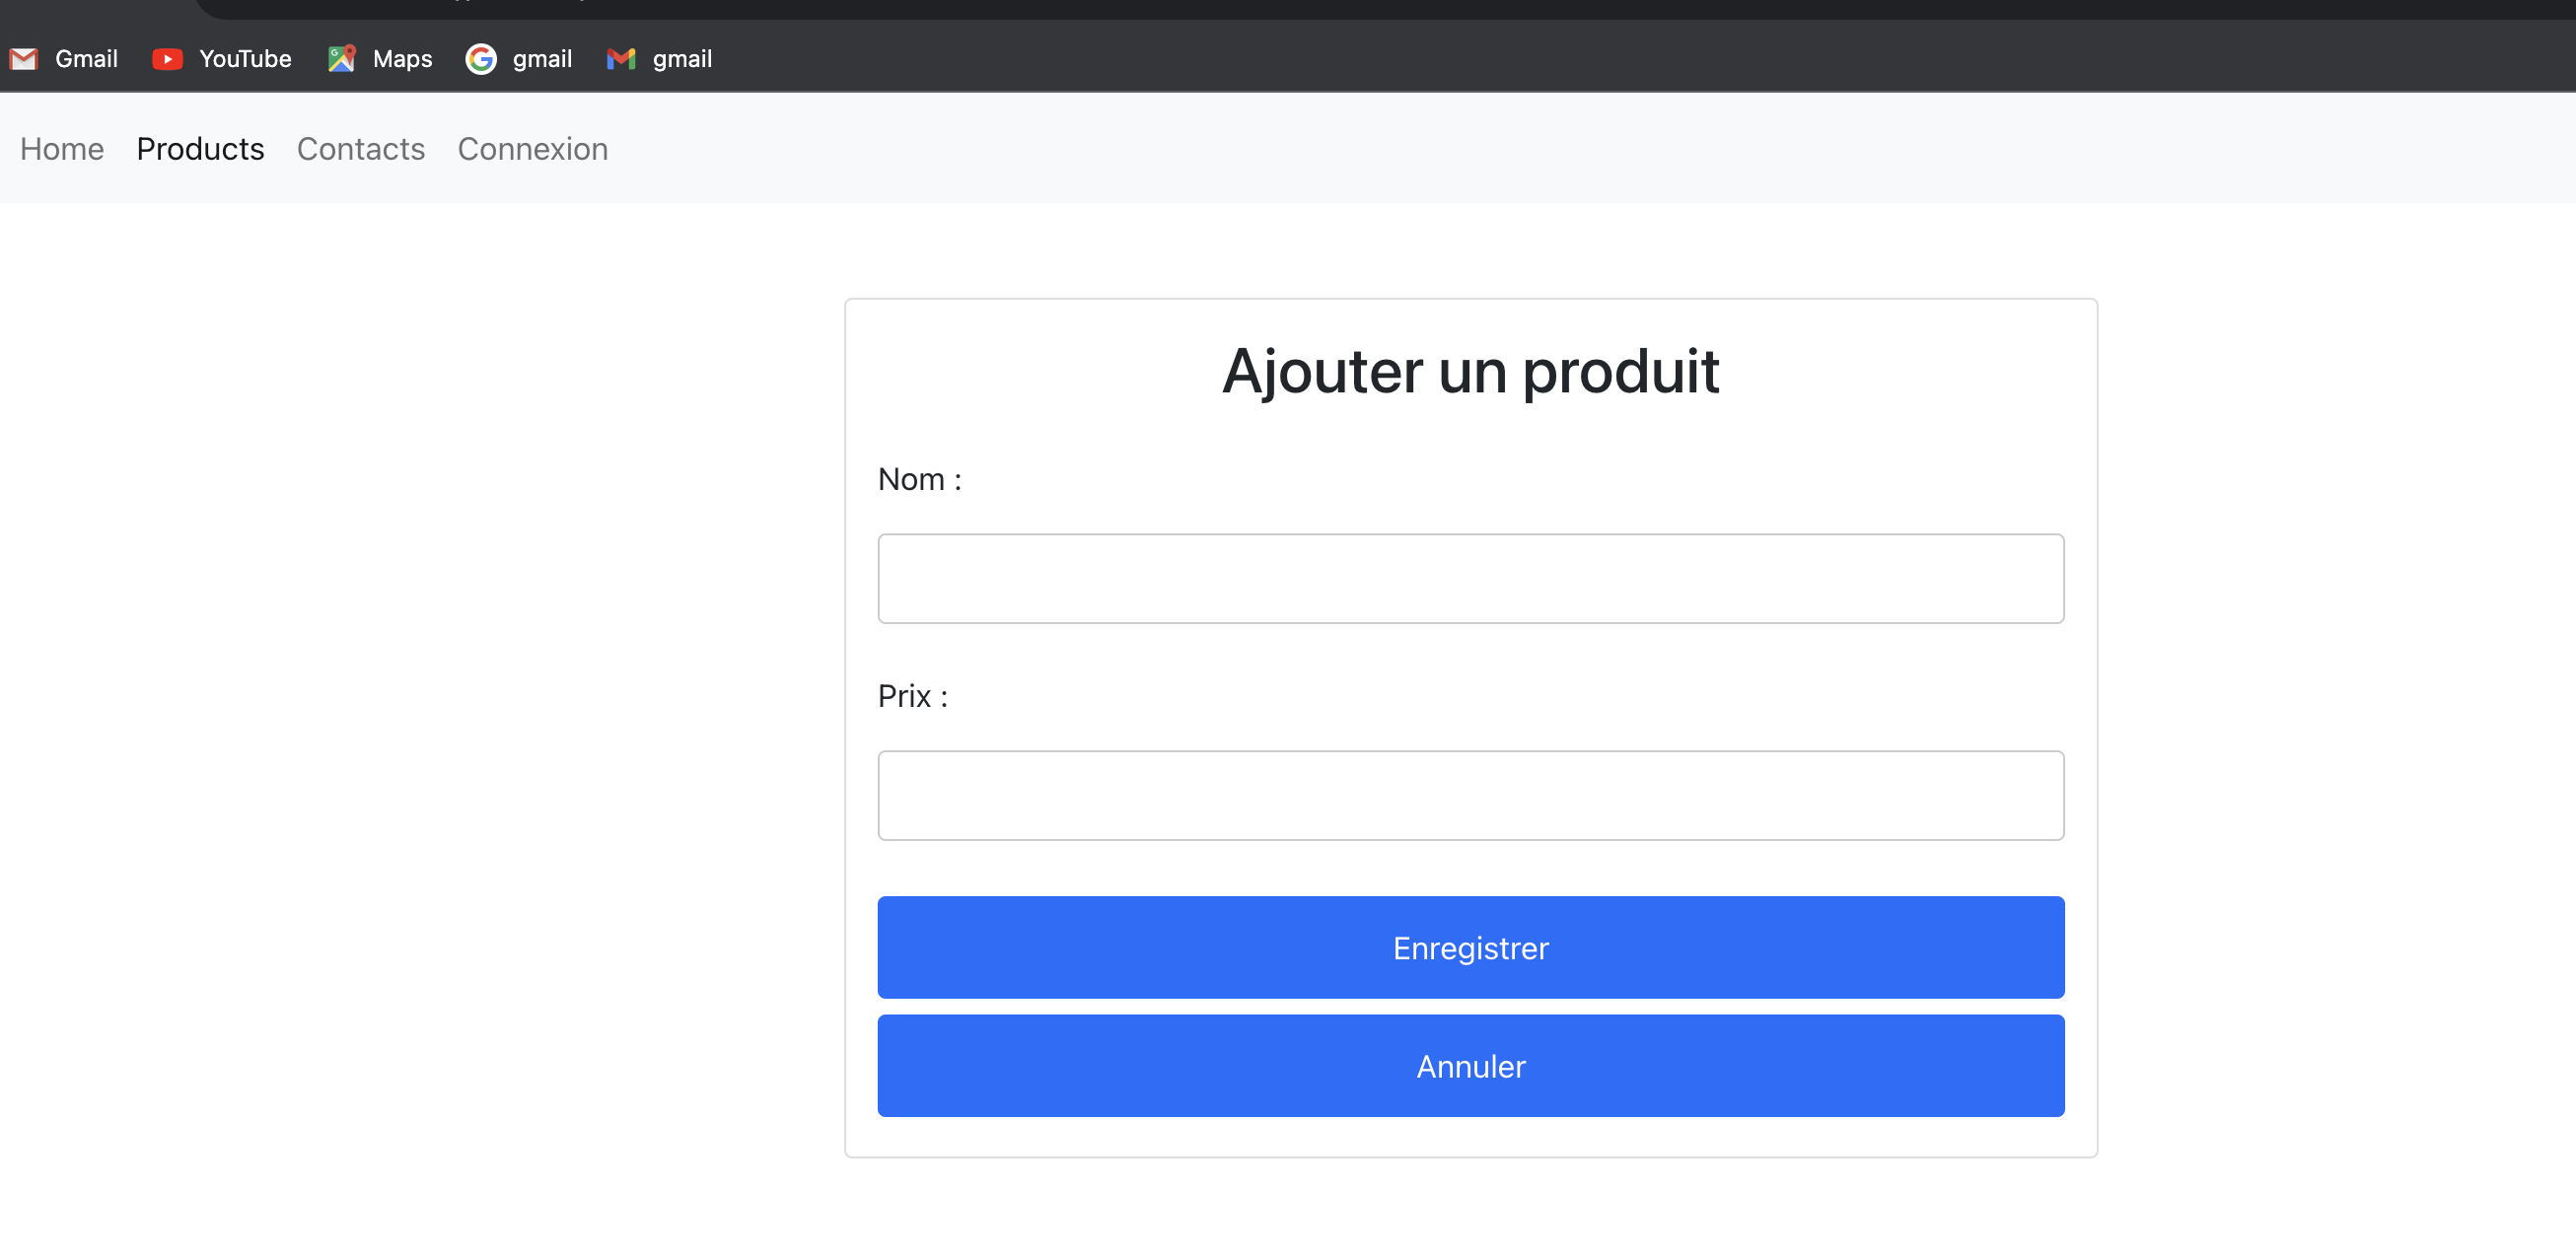 Gmail YouTube Maps gmail gmail
Home Products Contacts Connexion
Ajouter un produit
Nom :
Prix :
Enregistrer
Annuler